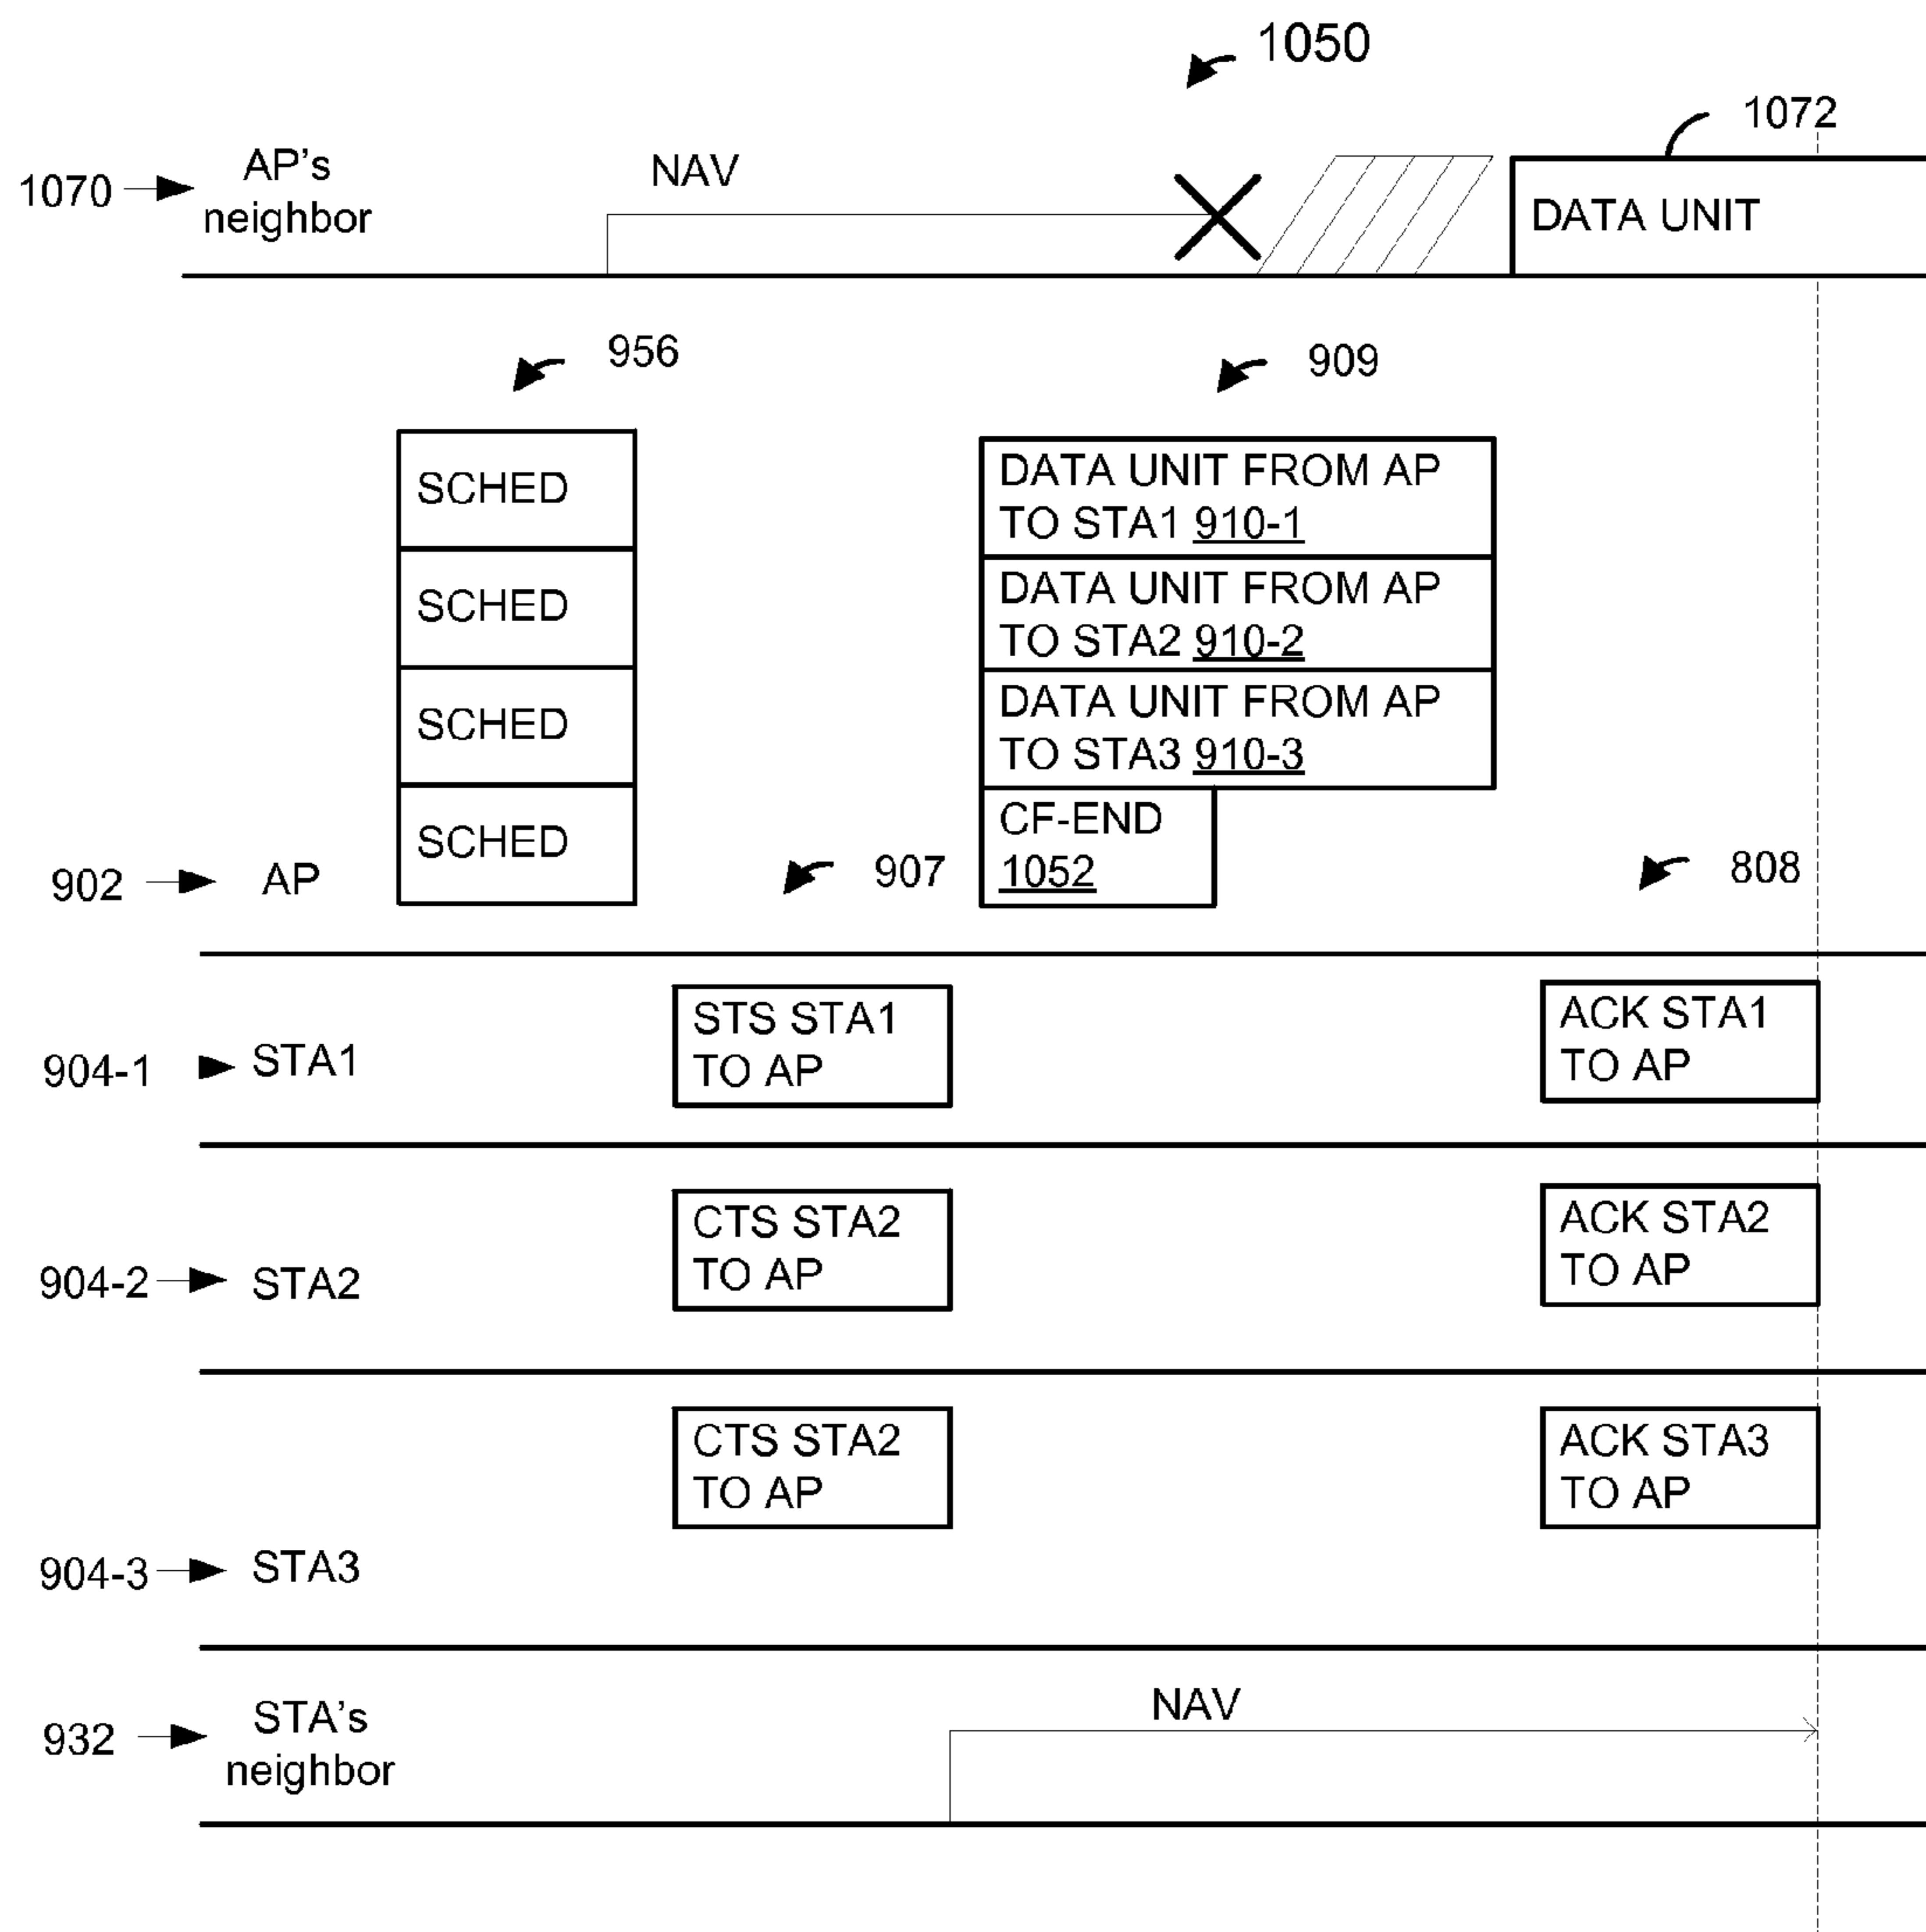 1050
1072
1070
AP's
neighbor
NAV
DATA UNIT
956
909
SCHED
SCHED
SCHED
SCHED
DATA UNIT FROM AP
TO STA1 910-1
DATA UNIT FROM AP
TO STA2 910-2
DATA UNIT FROM AP
TO STA3 910-3
CF-END
1052
902
AP
907
808
904-1
STA1
STS STA1
TO AP
ACK STA1
TO AP
904-2
STA2
CTS STA2
TO AP
ACK STA2
TO AP
904-3
STA3
CTS STA2
TO AP
ACK STA3
TO AP
932
STA's
neighbor
NAV